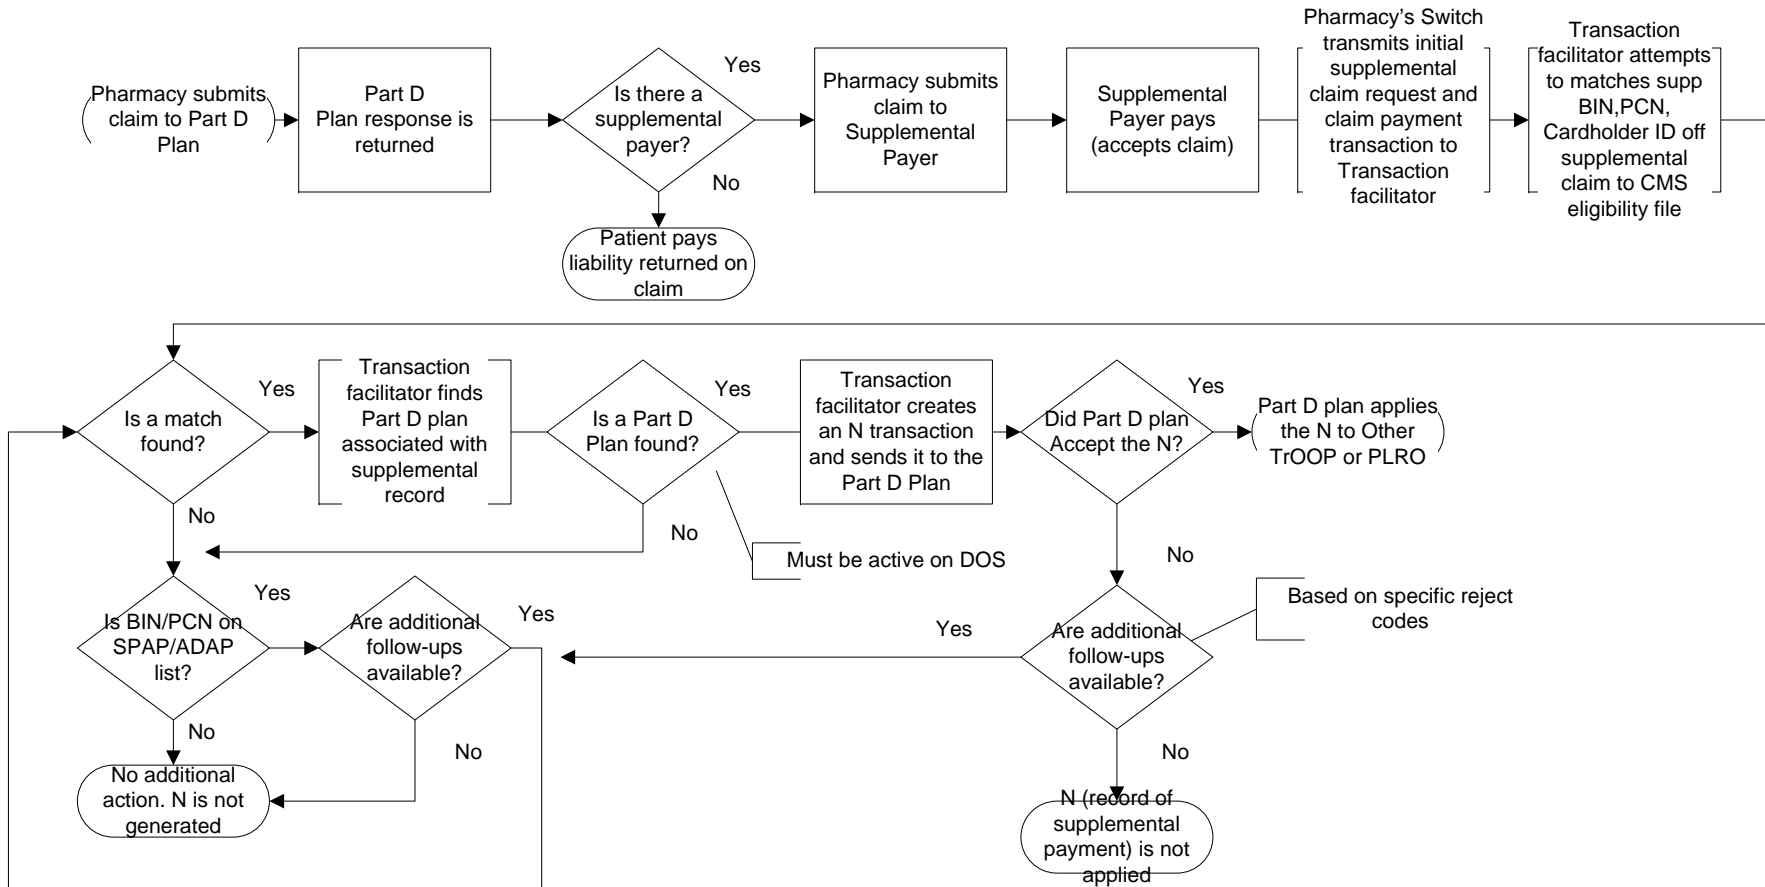 Pharmacy submits
claim to Part D
Plan
Part D
Plan response is
returned
Is there a
supplemental
payer?
Yes
No
Patient pays
liability returned on
claim
Pharmacy submits
claim to
Supplemental
Payer
Supplemental
Payer pays
(accepts claim)
Pharmacy's Switch
transmits initial
supplemental
claim request and
claim payment
transaction to
Transaction
facilitator
Transaction
facilitator attempts
to matches supp
BIN,PCN,
Cardholder ID off
supplemental
claim to CMS
eligibility file
Is a match
found?
Yes
No
Transaction
facilitator finds
Part D plan
associated with
supplemental
record
Is a Part D
Plan found?
Yes
No
Must be active on DOS
Transaction
facilitator creates
an N transaction
and sends it to the
Part D Plan
Did Part D plan
Accept the N?
Yes
No
Part D plan applies
the N to Other
TrOOP or PLRO
Is BIN/PCN on
SPAP/ADAP
list?
Yes
No
Are additional
follow-ups
available?
Yes
No
No additional
action. N is not
generated
Are additional
follow-ups
available?
Yes
No
Based on specific reject
codes
N (record of
supplemental
payment) is not
applied